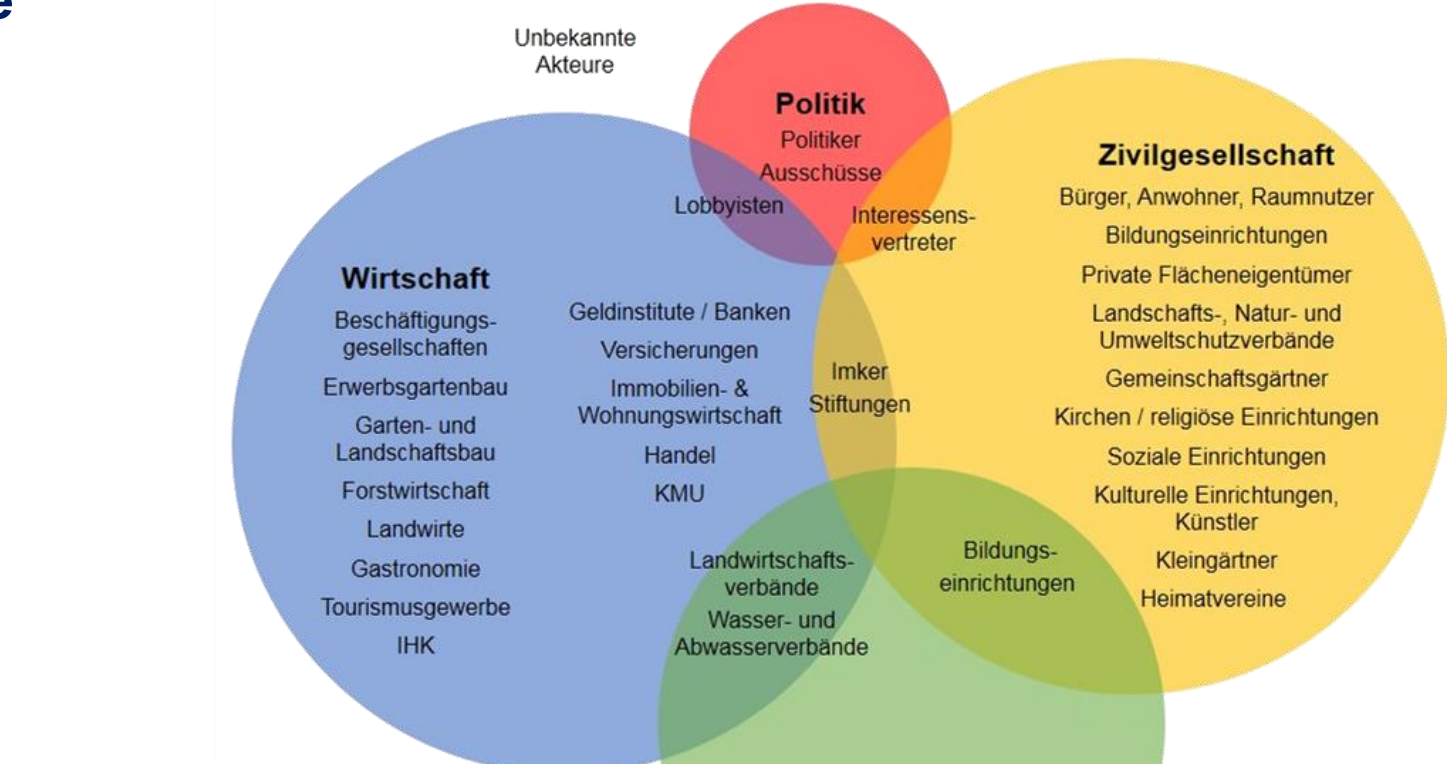 e
Unbekannte
Akteure
Politik
Politiker
Ausschüsse
Lobbyisten
Interessens-
vertreter
Zivilgesellschaft
Bürger, Anwohner, Raumnutzer
Bildungseinrichtungen
Private Flächeneigentümer
Landschafts-, Natur- und
Umweltschutzverbände
Gemeinschaftsgärtner
Kirchen / religiöse Einrichtungen
Soziale Einrichtungen
Kulturelle Einrichtungen,
Künstler
Kleingärtner
Heimatvereine
Wirtschaft
Beschäftigungs-
gesellschaften
Erwerbsgartenbau
Garten- und
Landschaftsbau
Forstwirtschaft
Landwirte
Gastronomie
Tourismusgewerbe
IHK
Geldinstitute / Banken
Versicherungen
Immobilien- &
Wohnungswirtschaft
Handel
KMU
Imker
Stiftungen
Landwirtschafts-
verbände
Wasser- und
Abwasserverbände
Bildungs-
einrichtungen